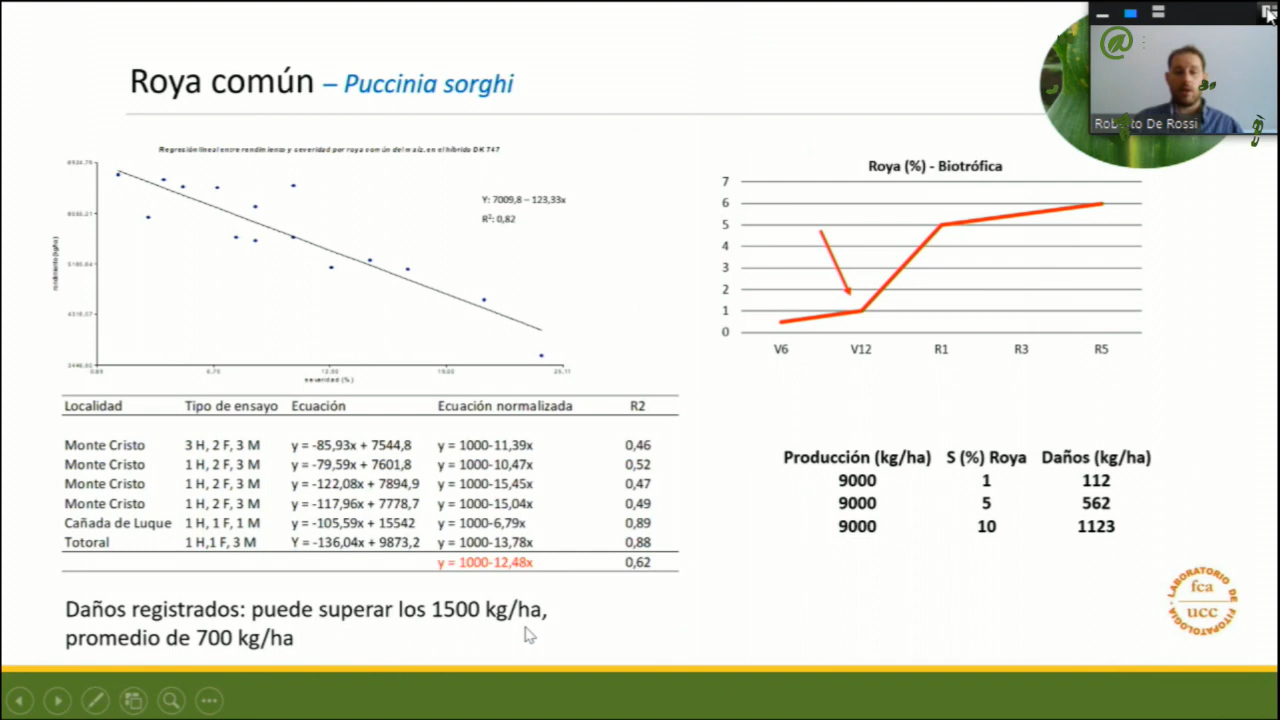 Roya común – Puccinia sorghi
Roberto De Rossi
Regresión lineal entre rendimiento y severidad por roya común del maíz, en el híbrido DK 747
Y: 7009,8 – 123,33x
R²: 0,82
rendimiento (kg/ha)
severidad (%)
Roya (%) - Biotrófica
7
6
5
4
3
2
1
0
V6 V12 R1 R3 R5
Localidad Tipo de ensayo Ecuación Ecuación normalizada R2
Monte Cristo 3 H, 2 F, 3 M y = -85,93x + 7544,8 y = 1000-11,39x 0,46
Monte Cristo 1 H, 2 F, 3 M y = -79,59x + 7601,8 y = 1000-10,47x 0,52
Monte Cristo 1 H, 2 F, 3 M y = -122,08x + 7894,9 y = 1000-15,45x 0,47
Monte Cristo 1 H, 2 F, 3 M y = -117,96x + 7778,7 y = 1000-15,04x 0,49
Cañada de Luque 1 H, 1 F, 1 M y = -105,59x + 15542 y = 1000-6,79x 0,89
Totoral 1 H,1 F, 3 M Y = -136,04x + 9873,2 y = 1000-13,78x 0,88
y = 1000-12,48x 0,62
Producción (kg/ha) S (%) Roya Daños (kg/ha)
9000 1 112
9000 5 562
9000 10 1123
Daños registrados: puede superar los 1500 kg/ha,
promedio de 700 kg/ha
LABORATORIO DE FITOPATOLOGIA
fca
ucc